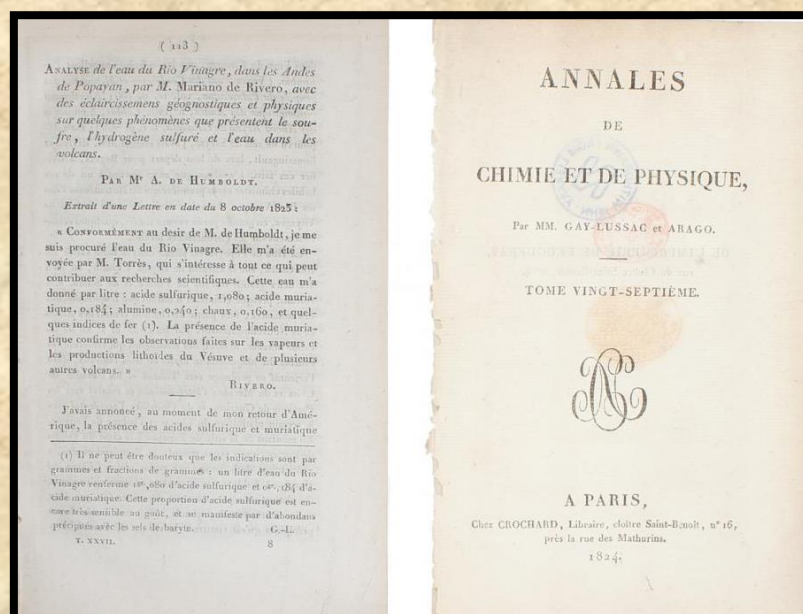 ( 113 )
ANALYSE de l'eau du Rio Vinagre, dans les Andes
de Popayan, par M. Mariano de Rivero, avec
des éclaircissemens géognostiques et physiques
sur quelques phénomènes que présentent le sou-
fre, l'hydrogène sulfuré et l'eau dans les
volcans.
PAR Mr A. DE HUMBOLDT.
Extrait d'une Lettre en date du 8 octobre 1823:
« CONFORMÉMENT au desir de M. de Humboldt, je me
suis procuré l'eau du Rio Vinagre. Elle m'a été en-
voyée par M. Torrès, qui s'intéresse à tout ce qui peut
contribuer aux recherches scientifiques. Cette eau m'a
donné par litre : acide sulfurique, 1,080; acide muria-
tique, 0,184; alumine, 0,240; chaux, 0,160, et quel-
ques indices de fer (1). La présence de l'acide muria-
tique confirme les observations faites sur les vapeurs et
les productions lithoïdes du Vésuve et de plusieurs
autres volcans. »
RIVERO.
J'avais annoncé, au moment de mon retour d'Amé-
rique, la présence des acides sulfurique et muriatique
(1) Il ne peut être douteux que les indications sont par
grammes et fractions de grammes : un litre d'eau du Rio
Vinagre renferme 1gr.,080 d'acide sulfurique et 0gr.,184 d'a-
cide muriatique. Cette proportion d'acide sulfurique est en-
core très-sensible au goût, et se manifeste par d'abondans
précipités avec les sels de baryte. G.-L.
T. XXVII. 8
ANNALES
DE
CHIMIE ET DE PHYSIQUE,
Par MM. GAY-LUSSAC et ARAGO.
TOME VINGT-SEPTIÈME.
A PARIS,
Chez CROCHARD, Libraire, cloître Saint-Benoît, n° 16,
près la rue des Mathurins.
1824.